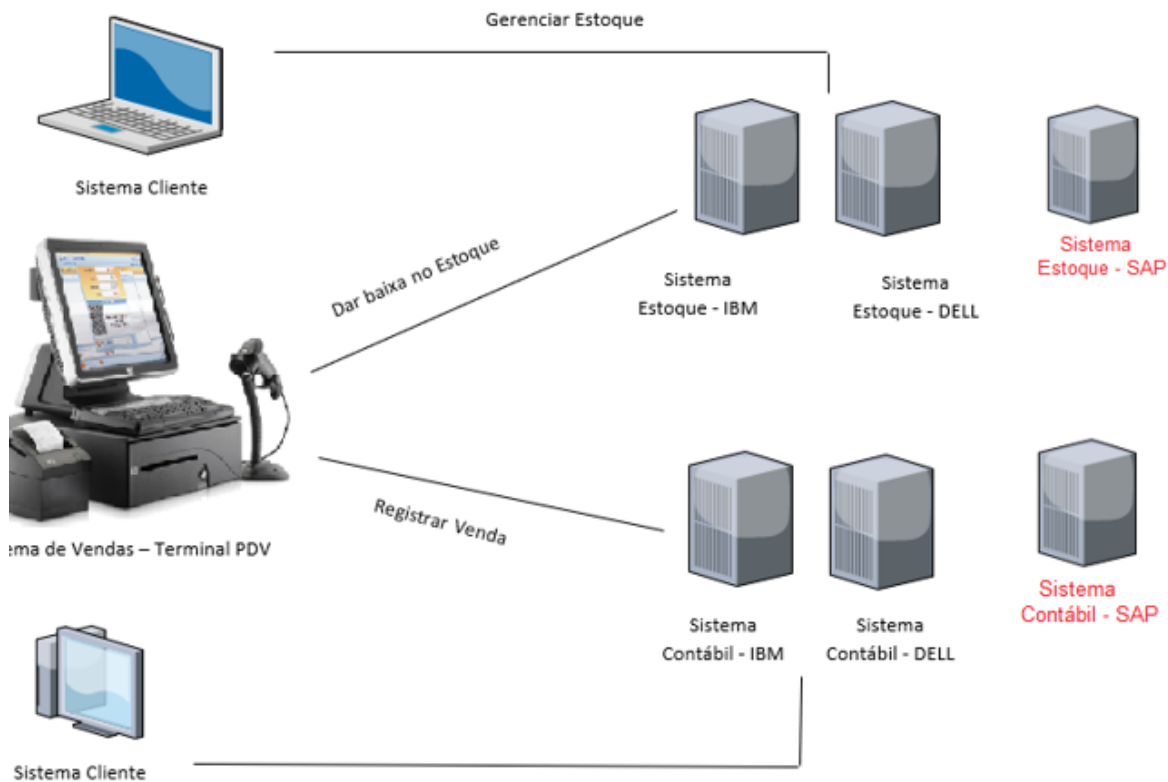 Gerenciar Estoque
Sistema Cliente
Dar baixa no Estoque
Sistema
Estoque - IBM
Sistema
Estoque - DELL
Sistema
Estoque - SAP
ema de Vendas – Terminal PDV
Registrar Venda
Sistema
Contábil - IBM
Sistema
Contábil - DELL
Sistema
Contábil - SAP
Sistema Cliente